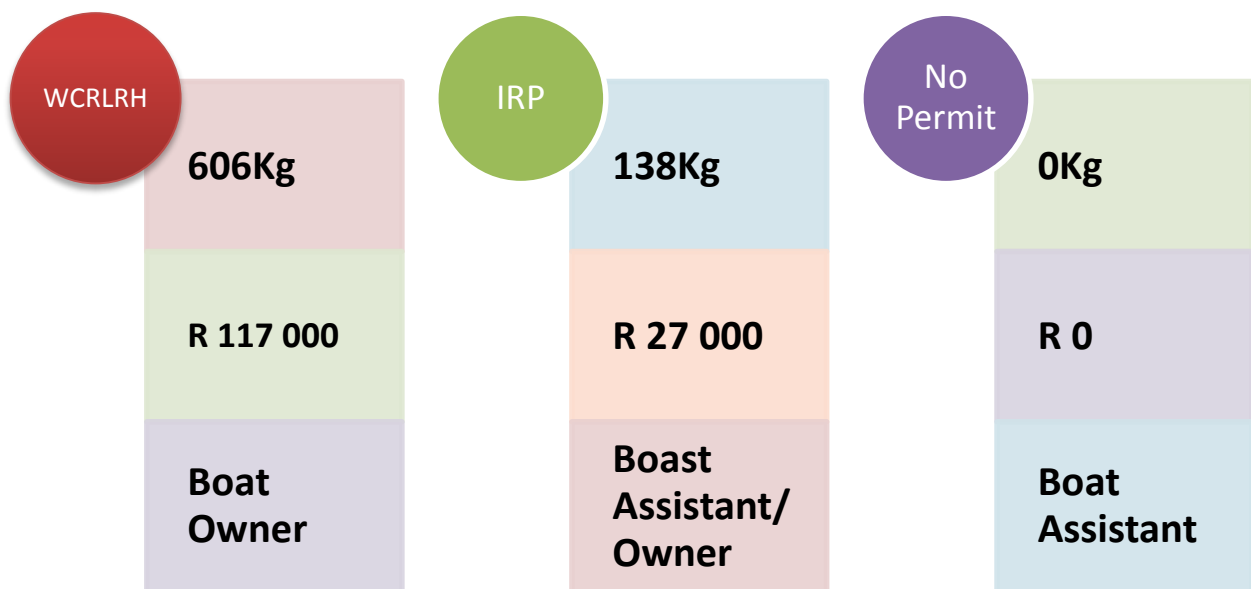 WCRLRH
606Kg
R 117 000
Boat
Owner
IRP
138Kg
R 27 000
Boast
Assistant/
Owner
No
Permit
0Kg
R 0
Boat
Assistant